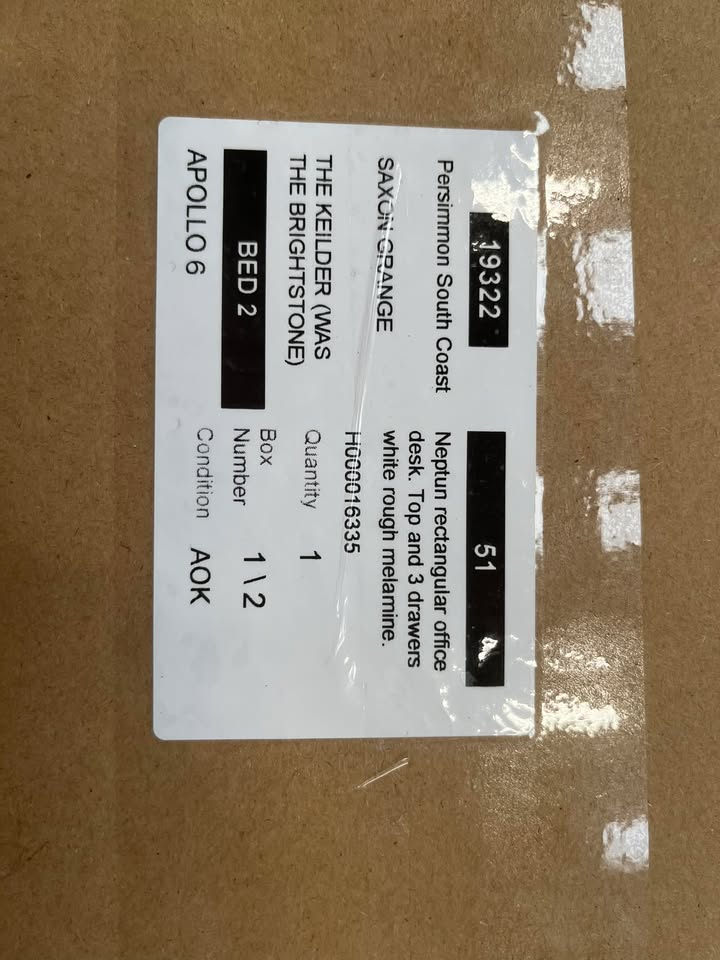 19322
51
Persimmon South Coast
Neptun rectangular office
desk. Top and 3 drawers
white rough melamine.
SAXON GRANGE
H000016335
THE KEILDER (WAS
THE BRIGHTSTONE)
Quantity 1
BED 2
Box
Number 1 \ 2
APOLLO 6
Condition AOK